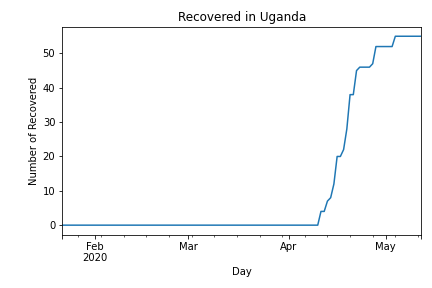 Recovered in Uganda
Number of Recovered
50
40
30
20
10
0
Feb
2020
Mar
Apr
May
Day